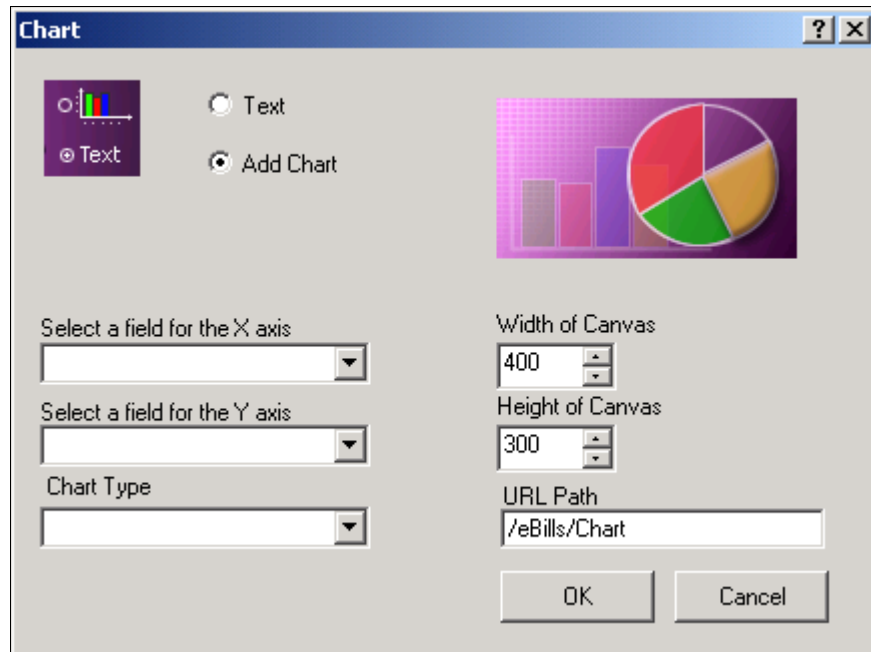 Chart
Text
Text
Add Chart
Select a field for the X axis
Select a field for the Y axis
Chart Type
Width of Canvas
400
Height of Canvas
300
URL Path
/eBills/Chart
OK
Cancel